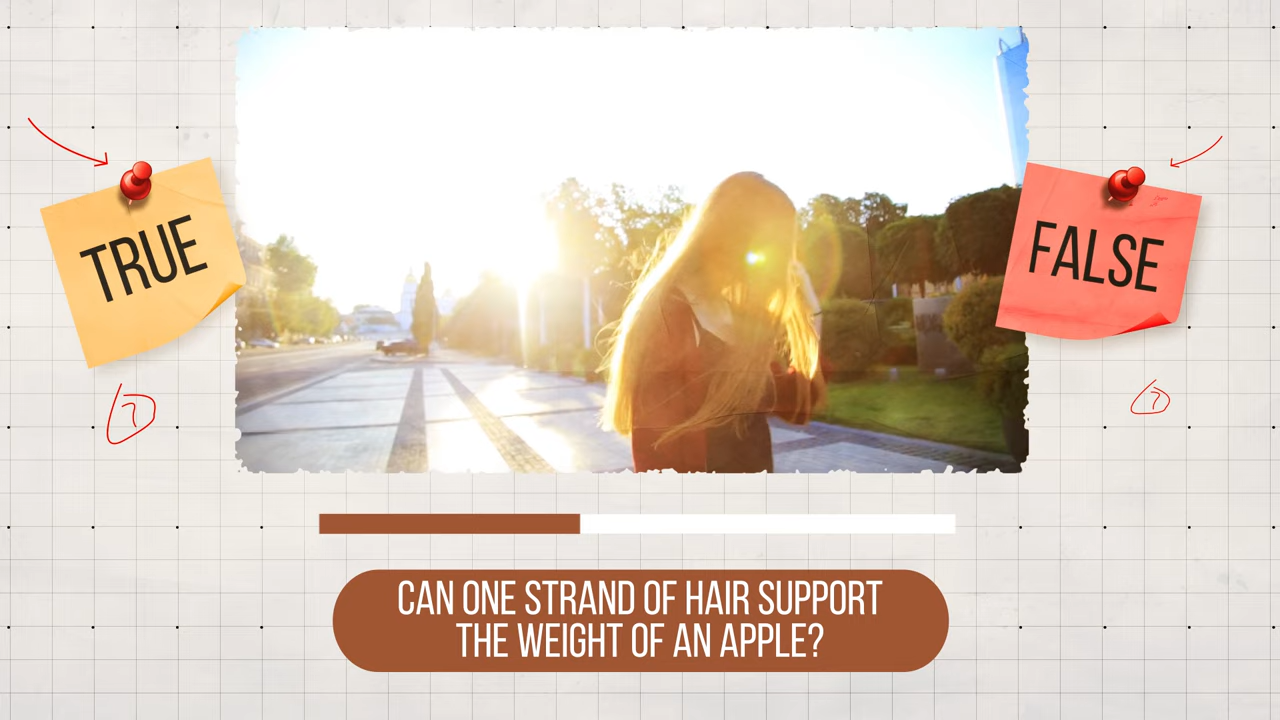 TRUE
FALSE
?
?
CAN ONE STRAND OF HAIR SUPPORT
THE WEIGHT OF AN APPLE?